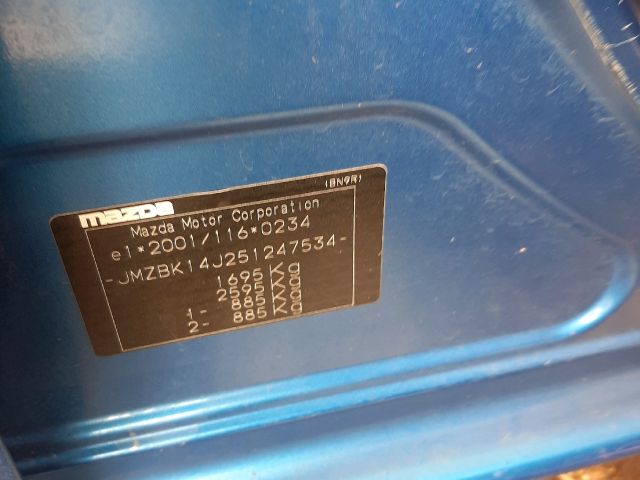 (BN9R)
mazda
Mazda Motor Corporation
e1*2001/116*0234
-JMZBK14J251247534-
1695 Kg
2595 Kg
1- 885 Kg
2- 885 Kg